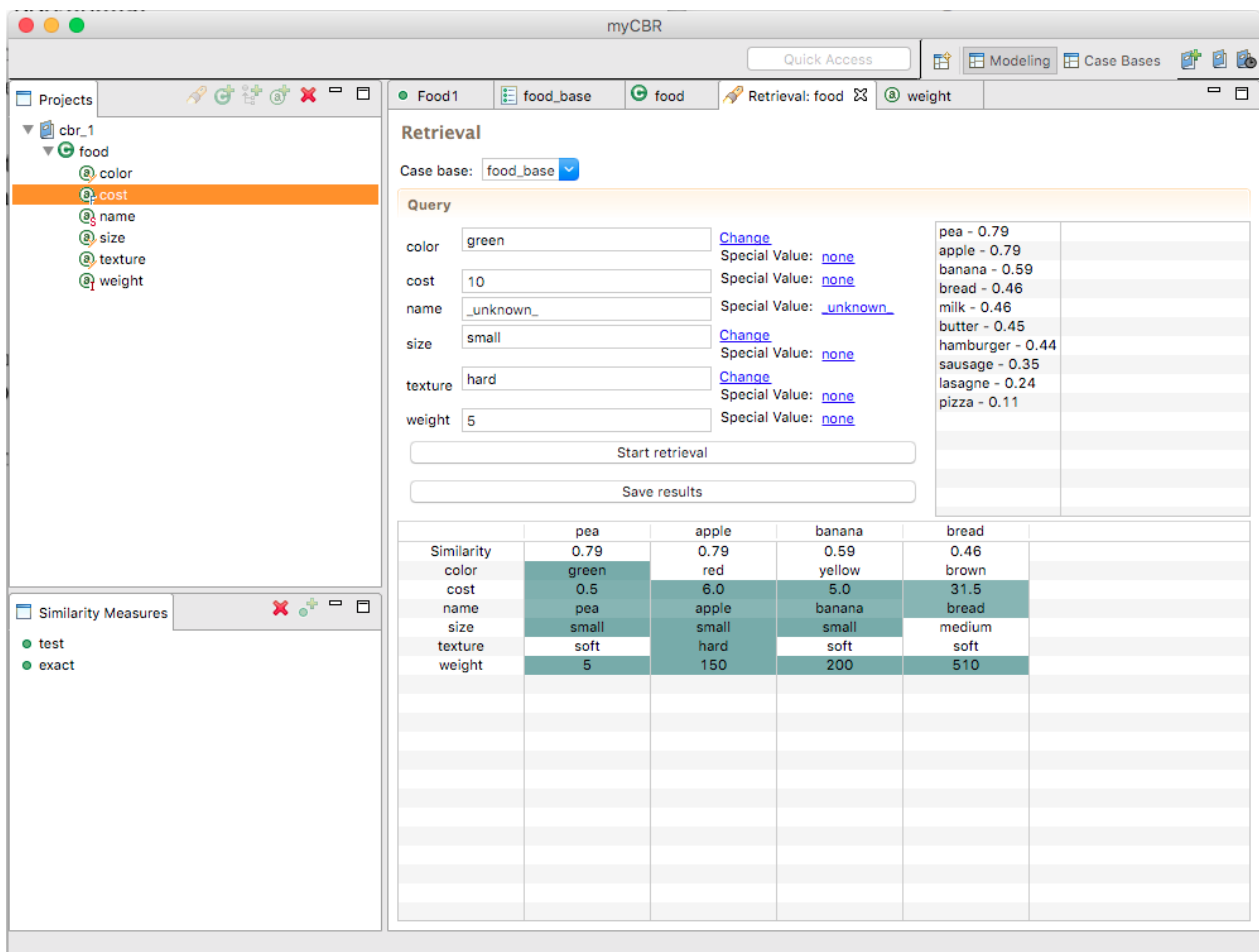 myCBR
Quick Access
Modeling
Case Bases
Projects
cbr_1
food
color
cost
name
size
texture
weight
Similarity Measures
test
exact
Food1
food_base
food
Retrieval: food
weight
Retrieval
Case base: food_base
Query
color green Change
Special Value: none
cost 10 Special Value: none
name _unknown_ Special Value: _unknown_
size small Change
Special Value: none
texture hard Change
Special Value: none
weight 5 Special Value: none
Start retrieval
Save results
pea - 0.79
apple - 0.79
banana - 0.59
bread - 0.46
milk - 0.46
butter - 0.45
hamburger - 0.44
sausage - 0.35
lasagne - 0.24
pizza - 0.11
pea apple banana bread
Similarity 0.79 0.79 0.59 0.46
color green red yellow brown
cost 0.5 6.0 5.0 31.5
name pea apple banana bread
size small small small medium
texture soft hard soft soft
weight 5 150 200 510